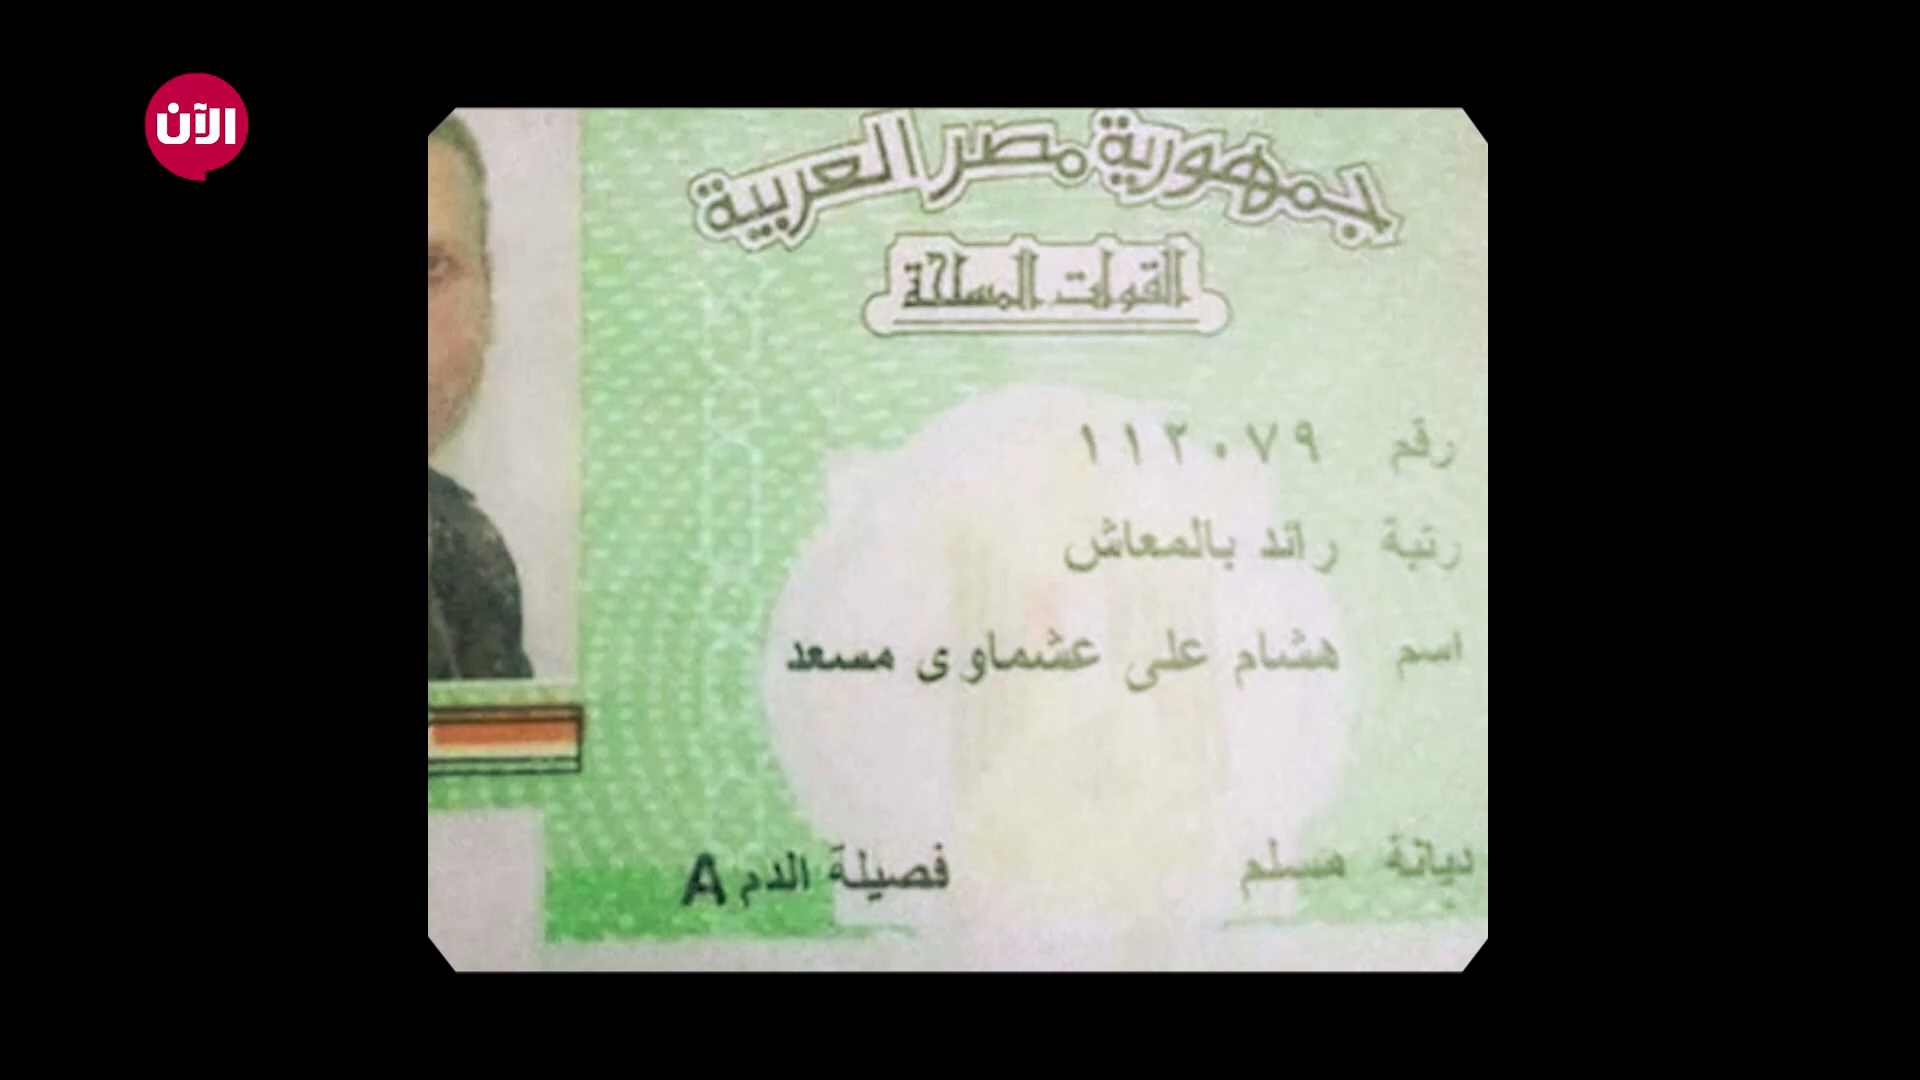 الآن
جمهورية مصر العربية
القوات المسلحة
رقم ١١٢٠٧٩
رتبة رائد بالمعاش
اسم هشام على عشماوى مسعد
ديانة مسلم فصيلة الدم A